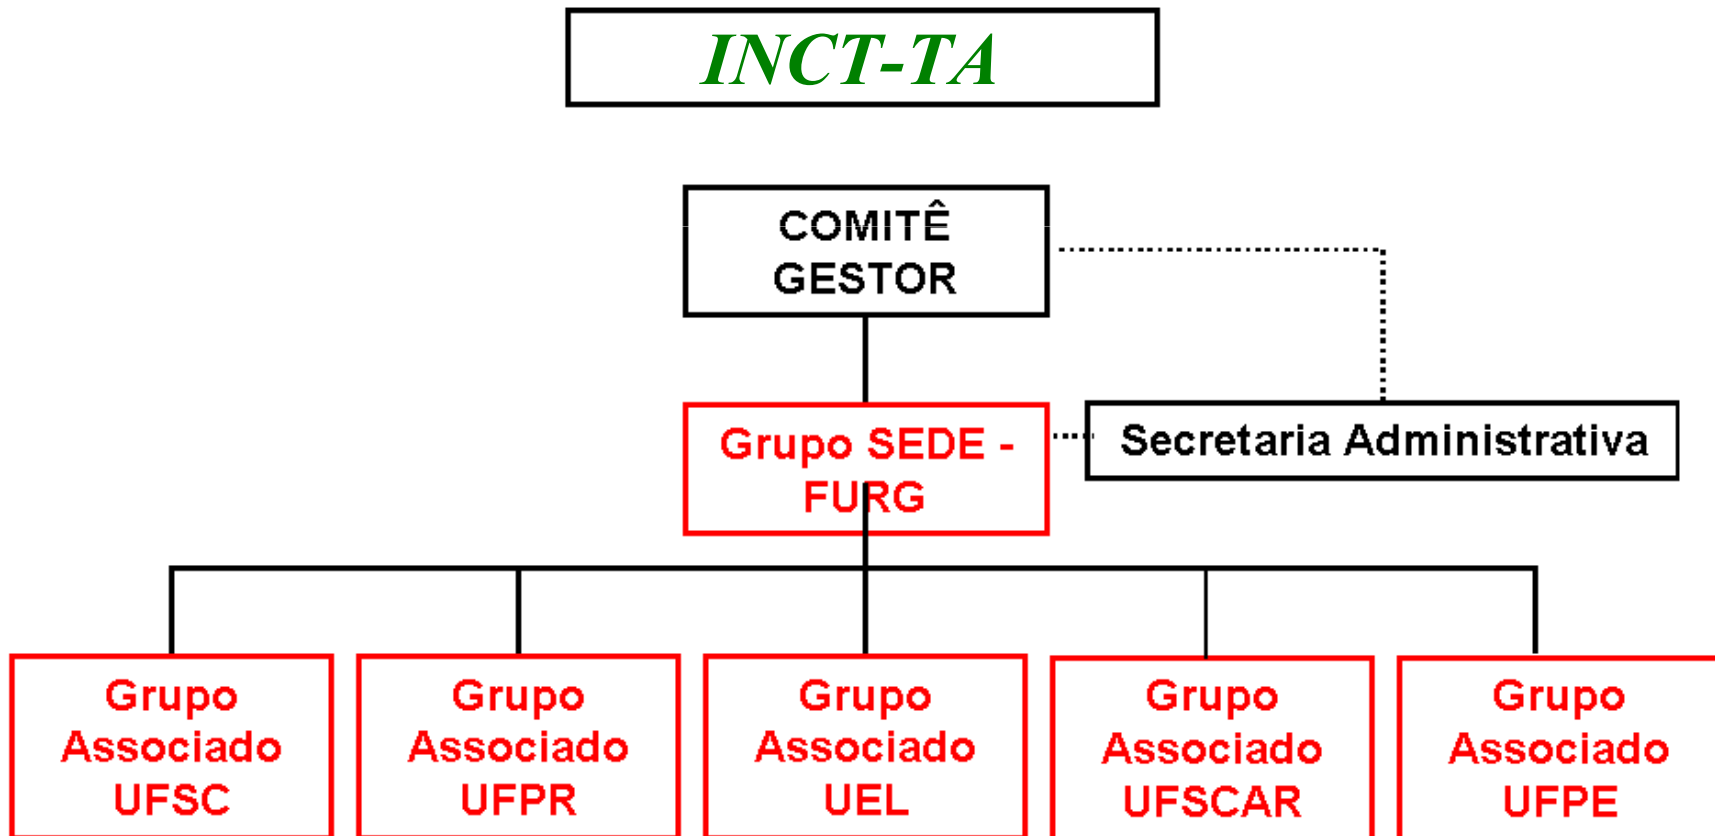 INCT-TA
COMITÊ
GESTOR
Grupo SEDE -
FURG
Secretaria Administrativa
Grupo
Associado
UFSC
Grupo
Associado
UFPR
Grupo
Associado
UEL
Grupo
Associado
UFSCAR
Grupo
Associado
UFPE